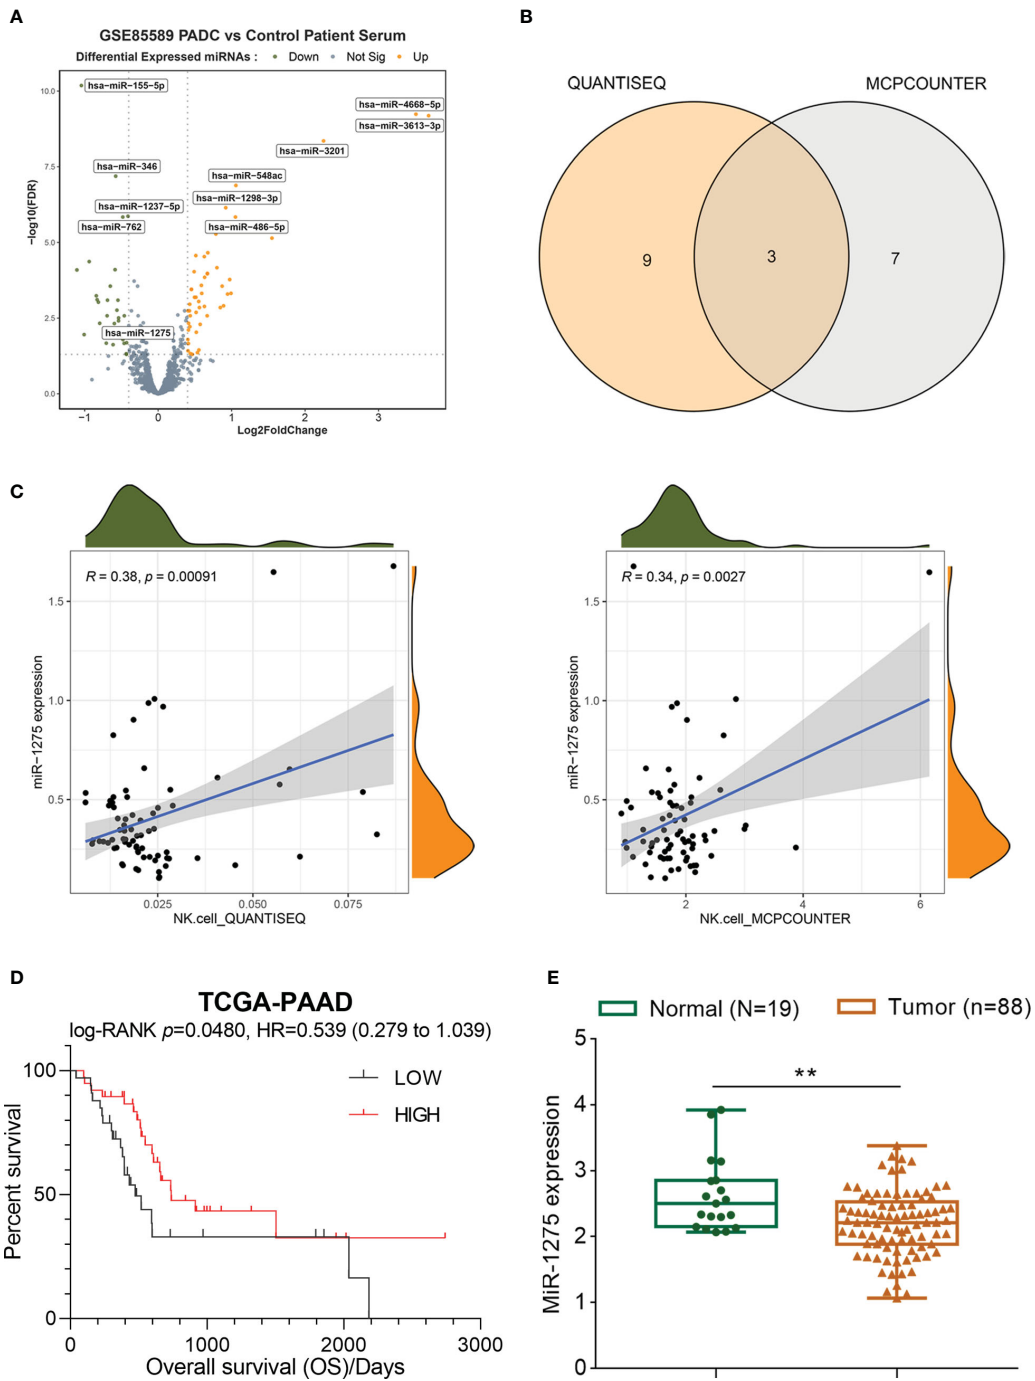 A
GSE85589 PADC vs Control Patient Serum
Differential Expressed miRNAs : Down Not Sig Up
10.0
7.5
5.0
2.5
0.0
−log10(FDR)
hsa−miR−155−5p
hsa−miR−4668−5p
hsa−miR−3613−3p
hsa−miR−3201
hsa−miR−346
hsa−miR−548ac
hsa−miR−1298−3p
hsa−miR−1237−5p
hsa−miR−762
hsa−miR−486−5p
hsa−miR−1275
−1 0 1 2 3
Log2FoldChange
B
QUANTISEQ MCPCOUNTER
9 3 7
C
R = 0.38, p = 0.00091
1.5
1.0
0.5
miR−1275 expression
0.025 0.050 0.075
NK.cell_QUANTISEQ
R = 0.34, p = 0.0027
1.5
1.0
0.5
miR−1275 expression
2 4 6
NK.cell_MCPCOUNTER
D
TCGA-PAAD
log-RANK p=0.0480, HR=0.539 (0.279 to 1.039)
LOW
HIGH
100
50
0
Percent survival
0 1000 2000 3000
Overall survival (OS)/Days
E
Normal (N=19) Tumor (n=88)
**
5
4
3
2
1
0
MiR-1275 expression